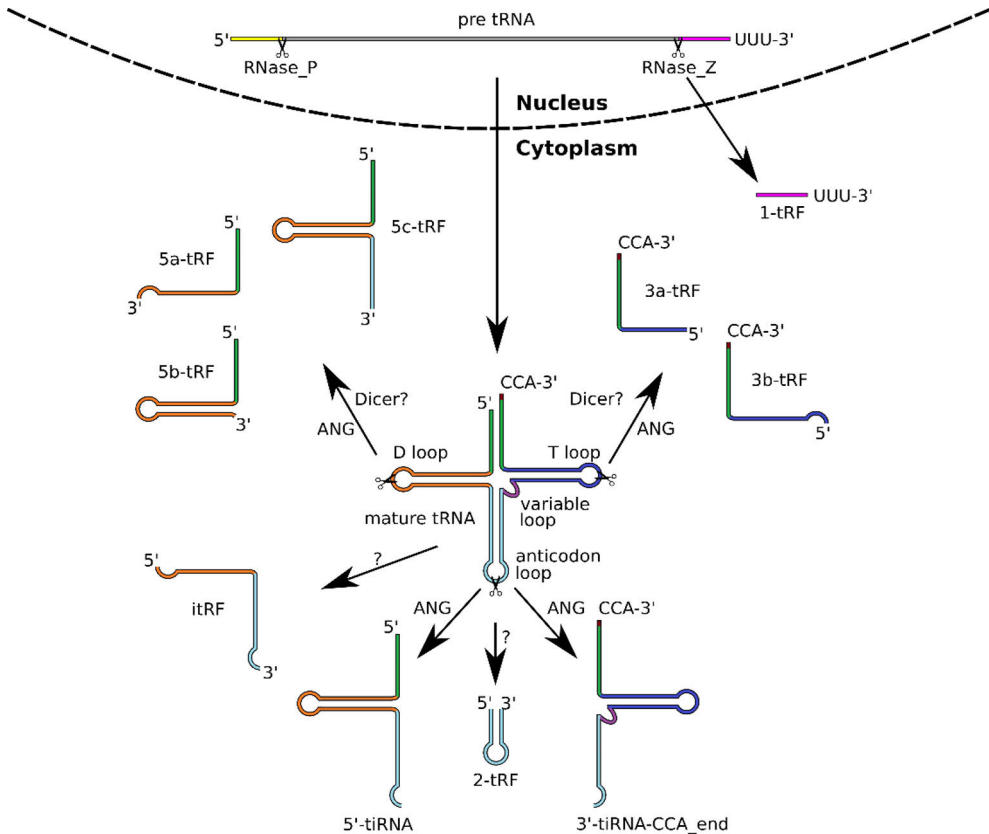 pre tRNA
5'
UUU-3'
RNase_P
RNase_Z
Nucleus
Cytoplasm
5'
5c-tRF
3'
UUU-3'
1-tRF
5'
5a-tRF
3'
CCA-3'
3a-tRF
5'
5'
5b-tRF
3'
CCA-3'
3b-tRF
5'
Dicer?
ANG
Dicer?
ANG
CCA-3'
5'
D loop
T loop
mature tRNA
variable
loop
anticodon
loop
?
5'
itRF
3'
ANG
?
ANG
5'
5'-tiRNA
5' 3'
2-tRF
CCA-3'
3'-tiRNA-CCA_end